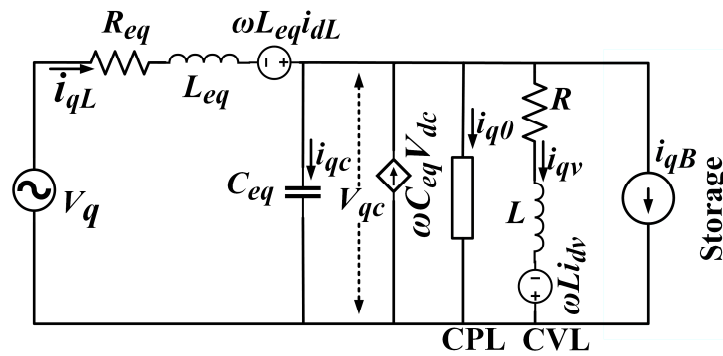 R_eq
ωL_eq i_dL
i_qL
L_eq
R
i_q0
i_qc
i_qv
i_qB
C_eq
V_qc
ωC_eq V_dc
V_q
L
ωLi_dv
Storage
CPL
CVL